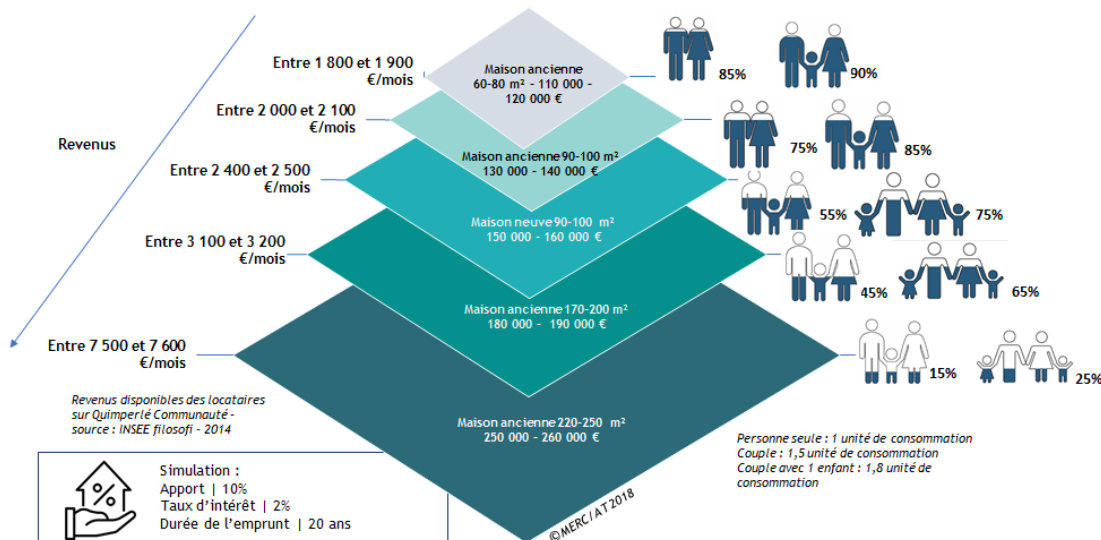 Entre 1 800 et 1 900
€/mois
Maison ancienne
60-80 m² - 110 000 -
120 000 €
85%
90%
Entre 2 000 et 2 100
€/mois
Maison ancienne 90-100 m²
130 000 - 140 000 €
75%
85%
Revenus
Entre 2 400 et 2 500
€/mois
Maison neuve 90-100 m²
150 000 - 160 000 €
55%
75%
Entre 3 100 et 3 200
€/mois
Maison ancienne 170-200 m²
180 000 - 190 000 €
45%
65%
Entre 7 500 et 7 600
€/mois
Maison ancienne 220-250 m²
250 000 - 260 000 €
15%
25%
Revenus disponibles des locataires
sur Quimperlé Communauté -
source : INSEE filosofi - 2014
Personne seule : 1 unité de consommation
Couple : 1,5 unité de consommation
Couple avec 1 enfant : 1,8 unité de
consommation
Simulation :
Apport | 10%
Taux d'intérêt | 2%
Durée de l'emprunt | 20 ans
©MERC/AT2018